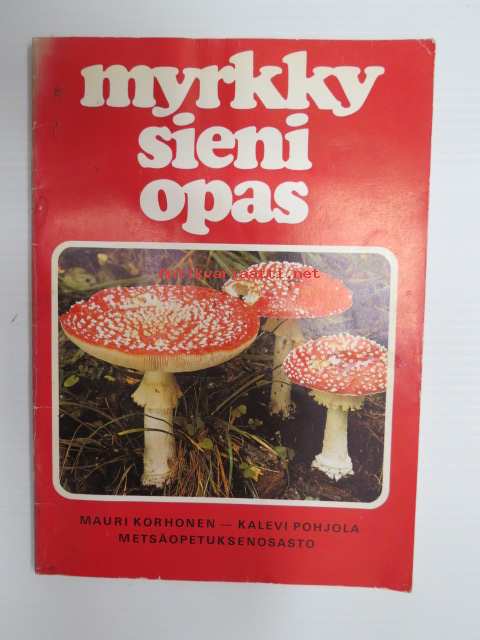 myrkky
sieni
opas
antikvariaatti.net
MAURI KORHONEN — KALEVI POHJOLA
METSÄOPETUKSENOSASTO